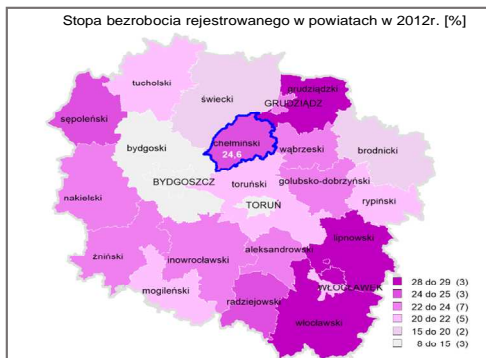 Stopa bezrobocia rejestrowanego w powiatach w 2012r. [%]
tucholski
świecki
grudziądzki
GRUDZIĄDZ
sępoleński
chełmiński
24,6
wąbrzeski
brodnicki
bydgoski
BYDGOSZCZ
toruński
golubsko-dobrzyński
nakielski
TORUŃ
rypiński
lipnowski
żniński
inowrocławski
aleksandrowski
mogileński
radziejowski
WŁOCŁAWEK
włocławski
28 do 29 (3)
24 do 25 (3)
22 do 24 (7)
20 do 22 (5)
15 do 20 (2)
8 do 15 (3)